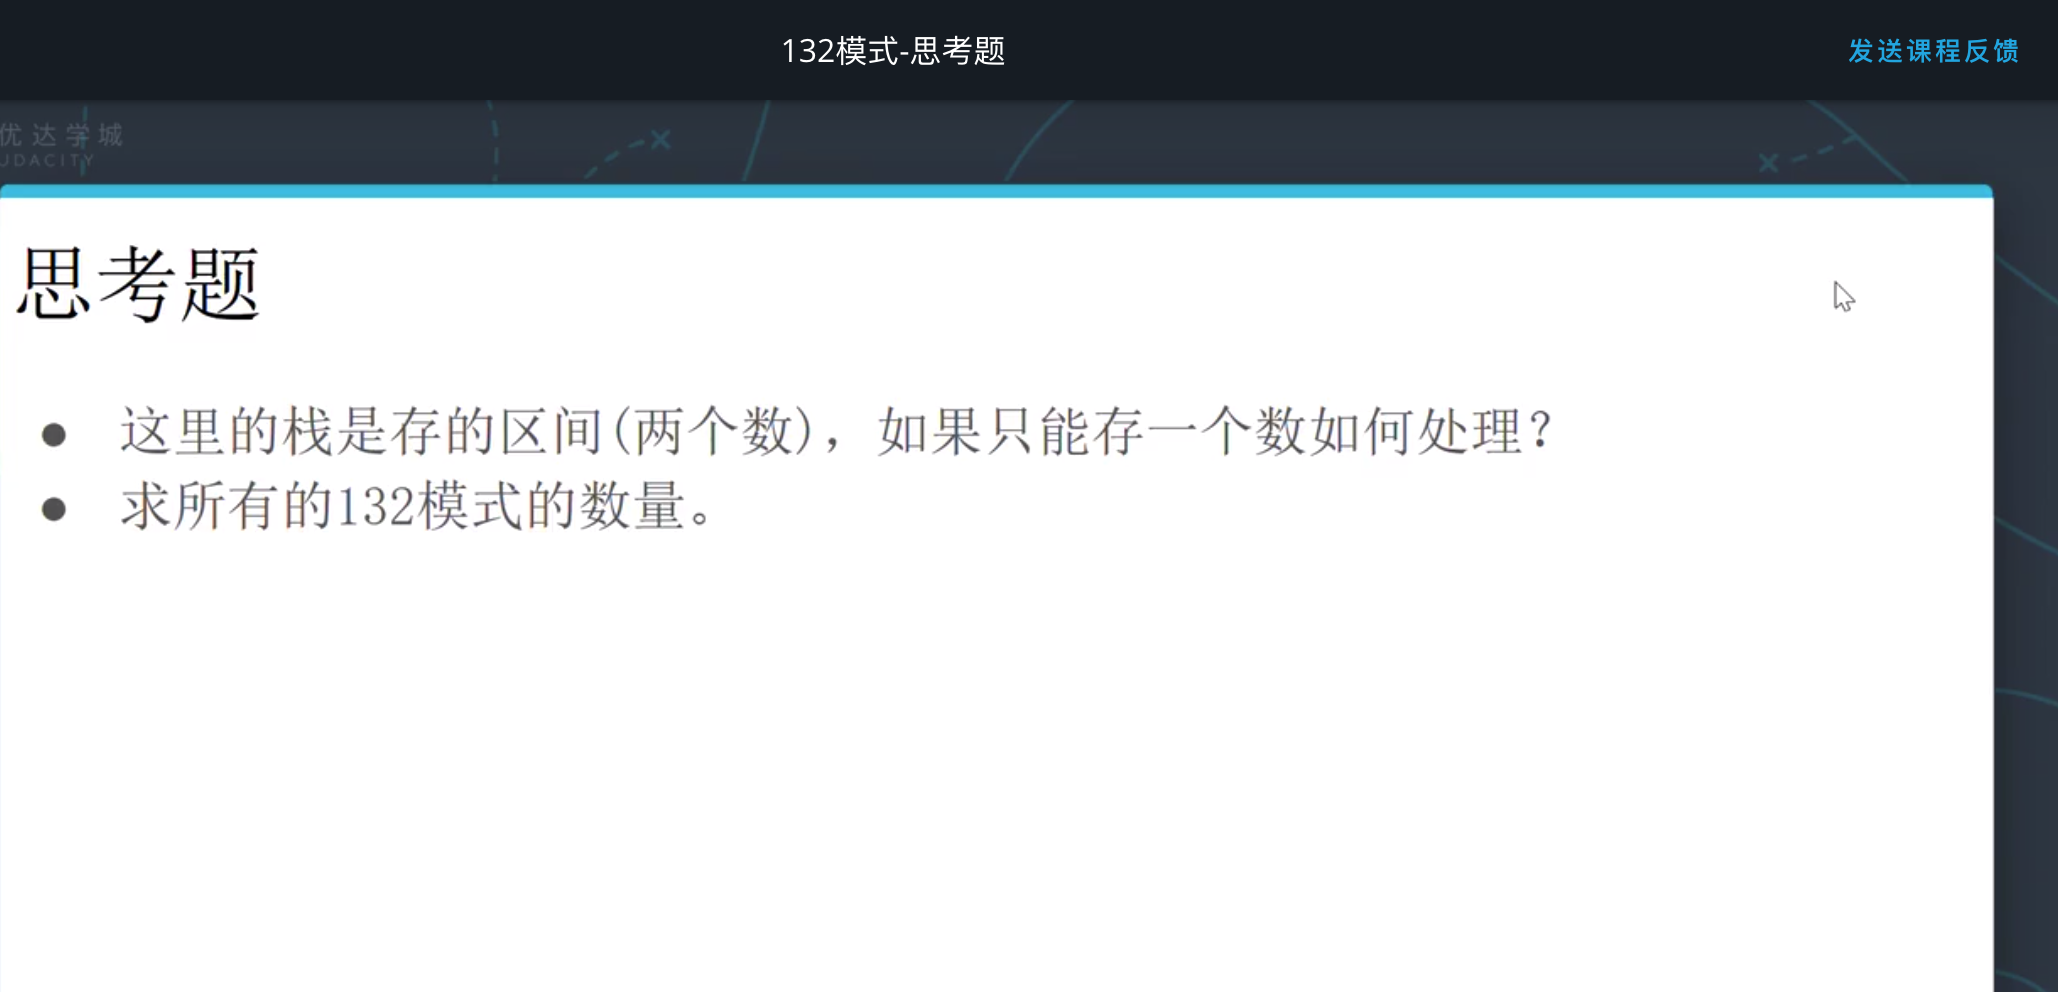 132模式-思考题
发送课程反馈
优达学城
UDACITY
思考题
● 这里的栈是存的区间(两个数)，如果只能存一个数如何处理？
● 求所有的132模式的数量。